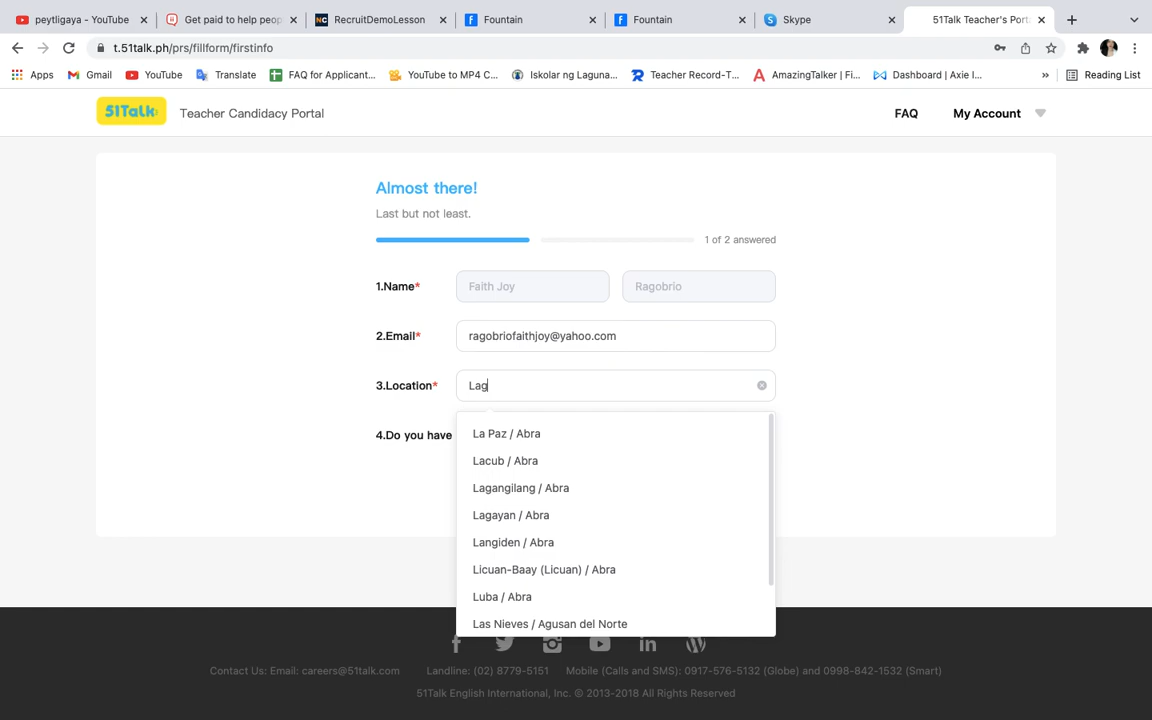 peytligaya - YouTube
Get paid to help peop
RecruitDemoLesson
Fountain
Fountain
Skype
51Talk Teacher's Port
t.51talk.ph/prs/fillform/firstinfo
Apps
Gmail
YouTube
Translate
FAQ for Applicant...
YouTube to MP4 C...
Iskolar ng Laguna...
Teacher Record-T...
AmazingTalker | Fi...
Dashboard | Axie I...
»
Reading List
51Talk
Teacher Candidacy Portal
FAQ
My Account
Almost there!
Last but not least.
1 of 2 answered
1.Name*
Faith Joy
Ragobrio
2.Email*
ragobriofaithjoy@yahoo.com
3.Location*
Lag
4.Do you have
La Paz / Abra
Lacub / Abra
Lagangilang / Abra
Lagayan / Abra
Langiden / Abra
Licuan-Baay (Licuan) / Abra
Luba / Abra
Las Nieves / Agusan del Norte
Contact Us: Email: careers@51talk.com
Landline: (02) 8779-5151
Mobile (Calls and SMS): 0917-576-5132 (Globe) and 0998-842-1532 (Smart)
51Talk English International, Inc. © 2013-2018 All Rights Reserved